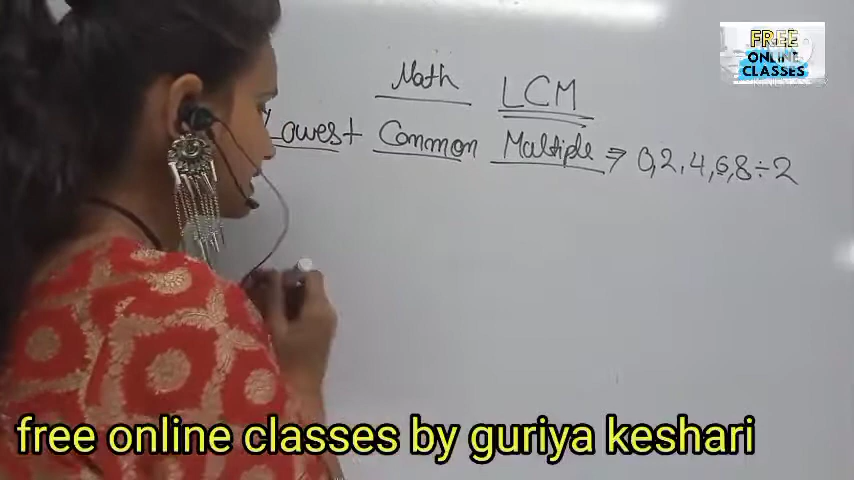 FREE
ONLINE
CLASSES
Math LCM
Lowest Common Multiple ⇒ 0,2,4,6,8÷2
free online classes by guriya keshari